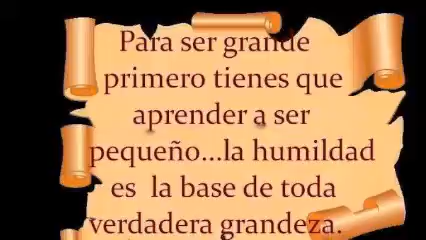 Para ser grande
primero tienes que
aprender a ser
pequeño...la humildad
es la base de toda
verdadera grandeza.